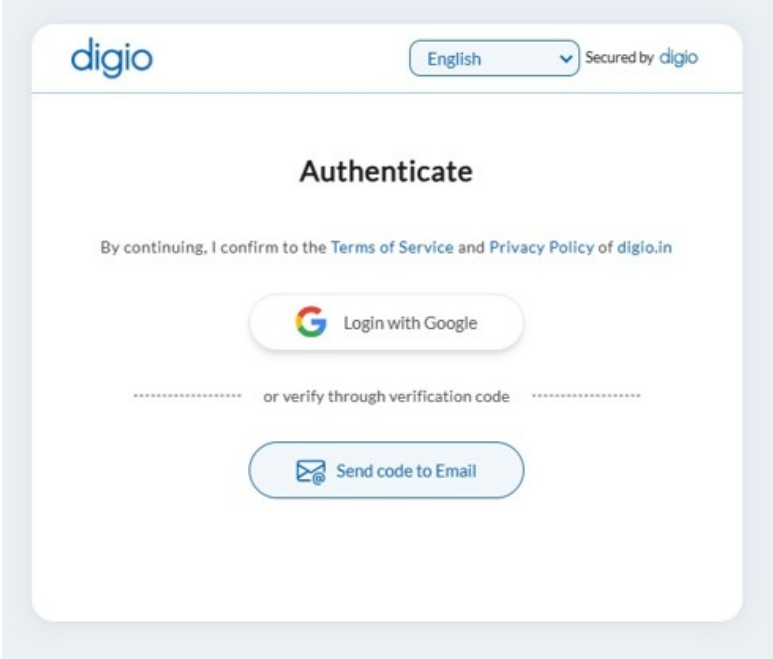 digio
English
Secured by digio
Authenticate
By continuing, I confirm to the Terms of Service and Privacy Policy of digio.in
Login with Google
or verify through verification code
Send code to Email